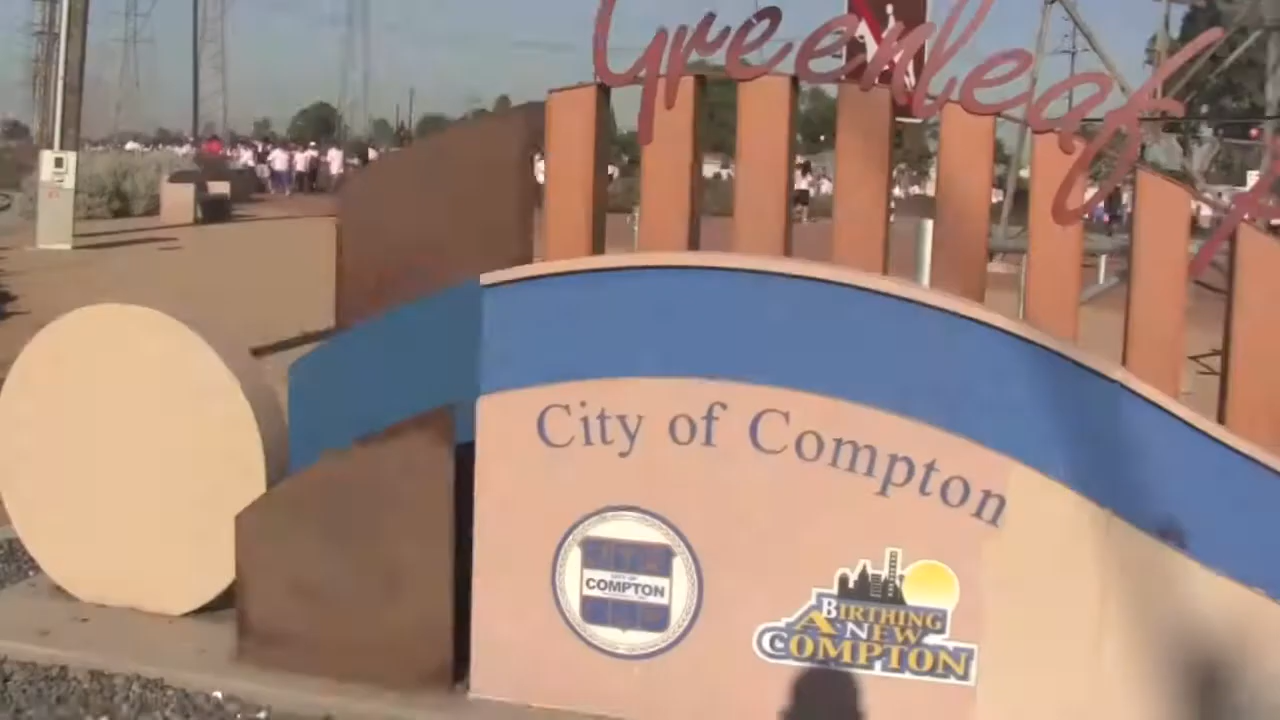 Greenleaf
City of Compton
COMPTON
BIRTHING
A NEW
COMPTON